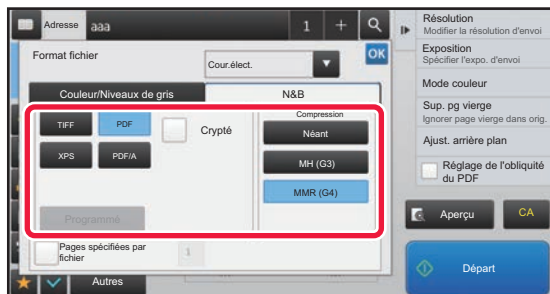 Adresse aaa 1 +
Format fichier
Cour.élect.
OK
Couleur/Niveaux de gris
N&B
TIFF
PDF
Crypté
XPS
PDF/A
Programmé
Compression
Néant
MH (G3)
MMR (G4)
Pages spécifiées par
fichier
1
Autres
Résolution
Modifier la résolution d'envoi
Exposition
Spécifier l'expo. d'envoi
Mode couleur
Sup. pg vierge
Ignorer page vierge dans orig.
Ajust. arrière plan
Réglage de l'obliquité
du PDF
Aperçu
CA
Départ